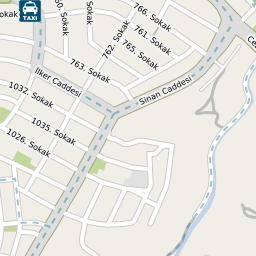 TAXI
766. Sokak
761. Sokak
765. Sokak
762. Sokak
763. Sokak
İlker Caddesi
Sinan Caddesi
1032. Sokak
1035. Sokak
1026. Sokak